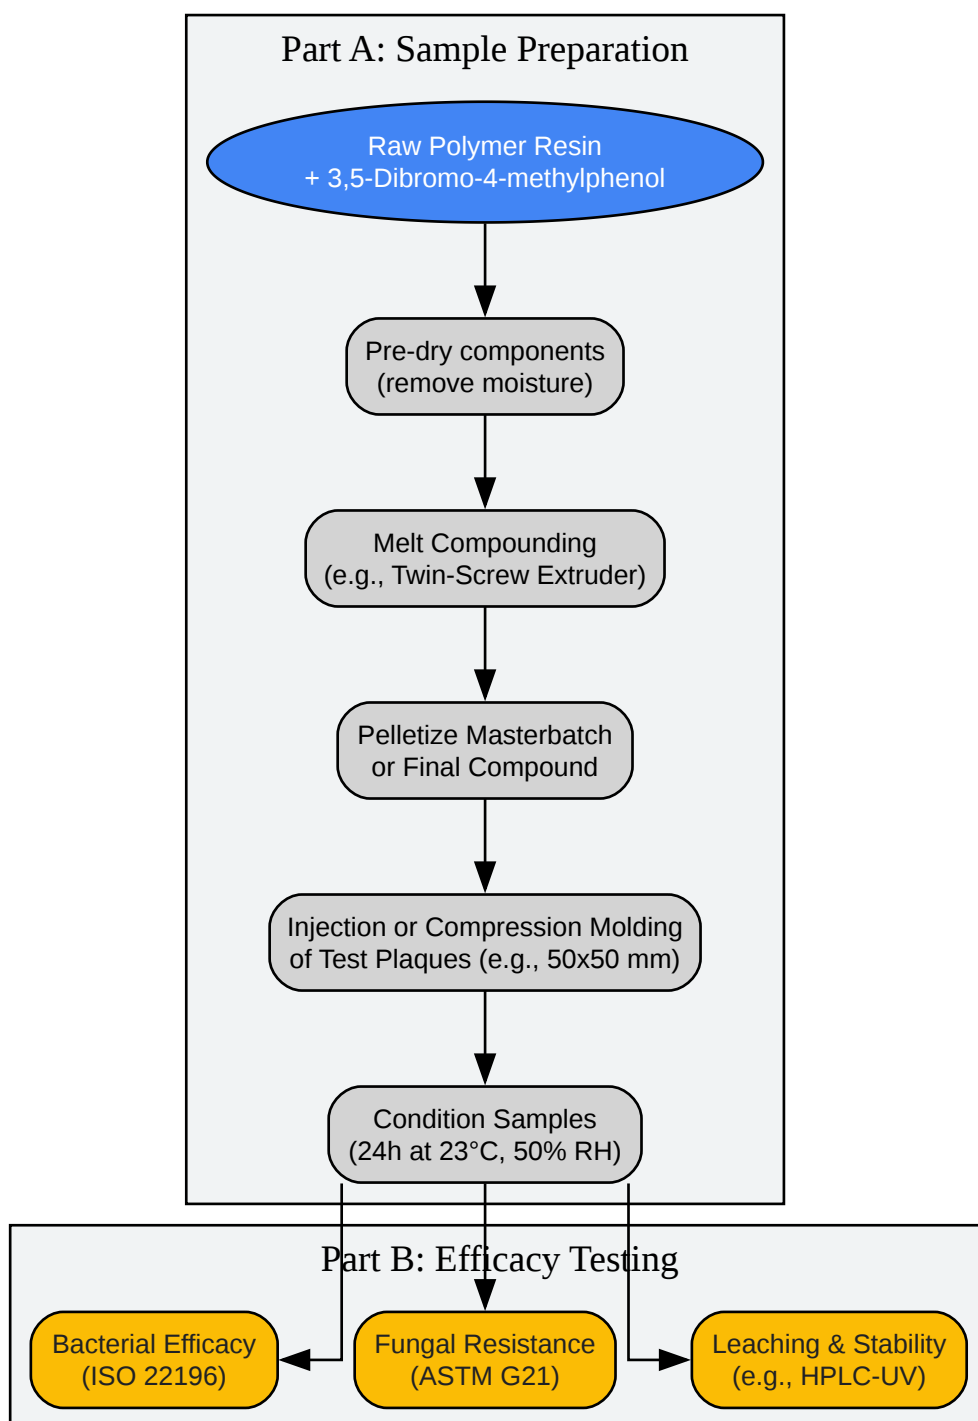 Part A: Sample Preparation
Raw Polymer Resin
+ 3,5-Dibromo-4-methylphenol
Pre-dry components
(remove moisture)
Melt Compounding
(e.g., Twin-Screw Extruder)
Pelletize Masterbatch
or Final Compound
Injection or Compression Molding
of Test Plaques (e.g., 50x50 mm)
Condition Samples
(24h at 23°C, 50% RH)
Part B: Efficacy Testing
Bacterial Efficacy
(ISO 22196)
Fungal Resistance
(ASTM G21)
Leaching & Stability
(e.g., HPLC-UV)